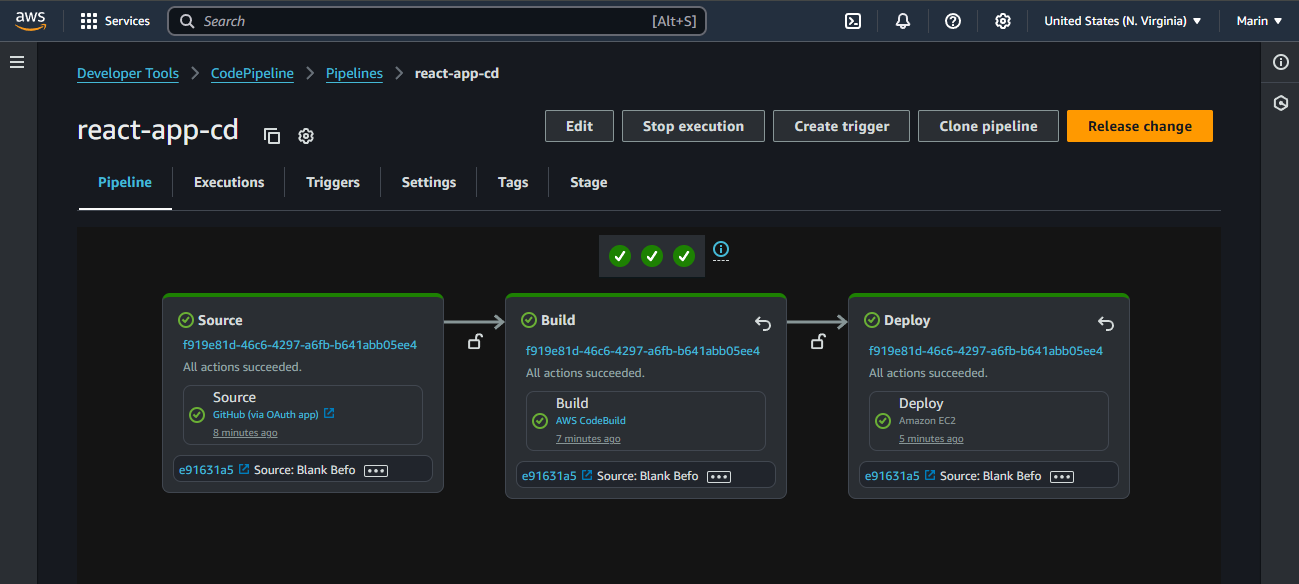 aws Services Search [Alt+S] United States (N. Virginia) Marin
Developer Tools CodePipeline Pipelines react-app-cd
react-app-cd
Edit Stop execution Create trigger Clone pipeline Release change
Pipeline Executions Triggers Settings Tags Stage
Source
f919e81d-46c6-4297-a6fb-b641abb05ee4
All actions succeeded.
Source
GitHub (via OAuth app)
8 minutes ago
e91631a5 Source: Blank Befo
Build
f919e81d-46c6-4297-a6fb-b641abb05ee4
All actions succeeded.
Build
AWS CodeBuild
7 minutes ago
e91631a5 Source: Blank Befo
Deploy
f919e81d-46c6-4297-a6fb-b641abb05ee4
All actions succeeded.
Deploy
Amazon EC2
5 minutes ago
e91631a5 Source: Blank Befo